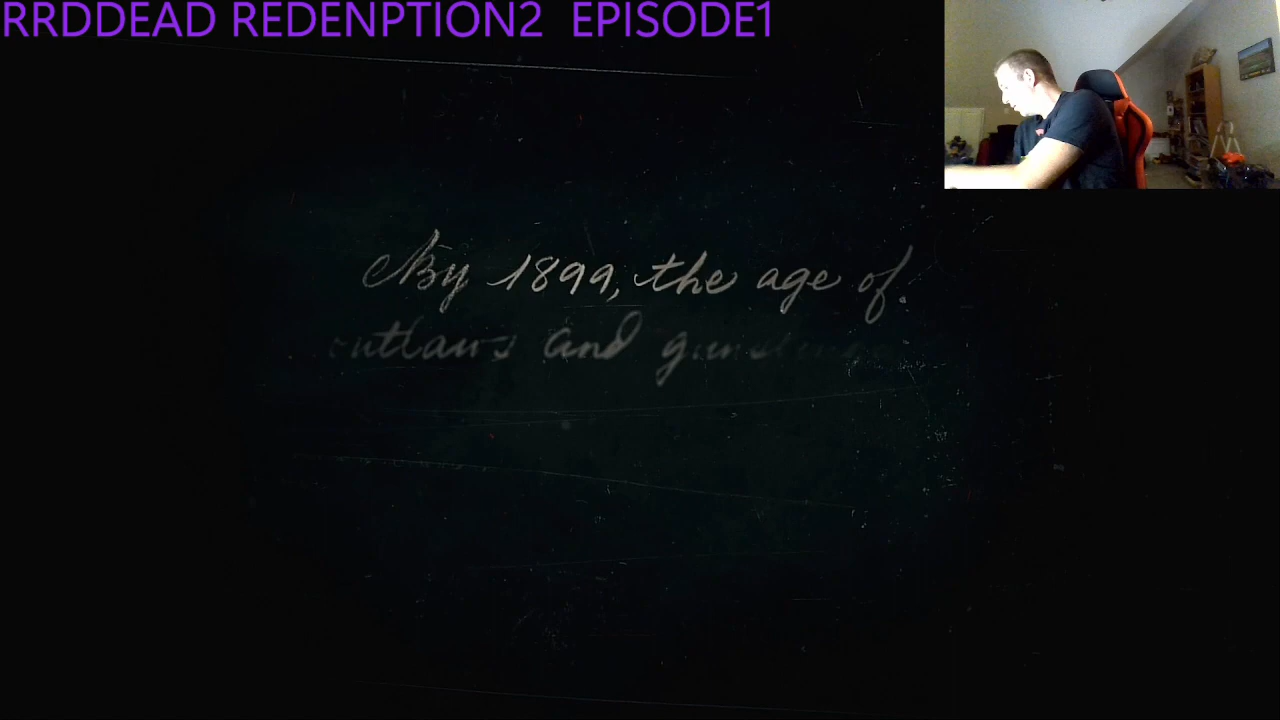 RRDDEAD REDENPTION2 EPISODE1
By 1899, the age of
outlaws and